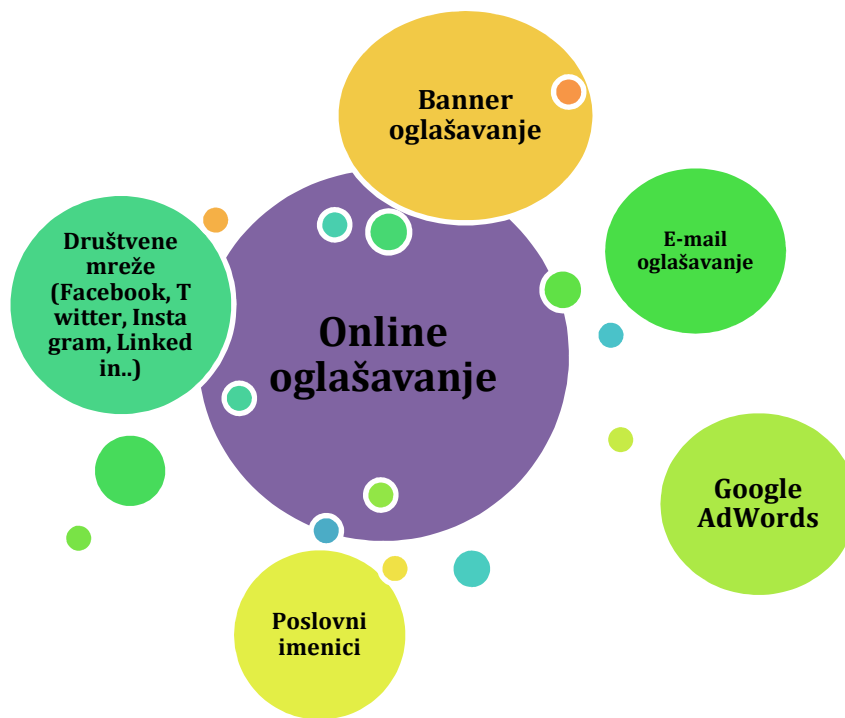 Banner
oglašavanje
Društvene
mreže
(Facebook, T
witter, Insta
gram, Linked
in..)
E-mail
oglašavanje
Online
oglašavanje
Google
AdWords
Poslovni
imenici